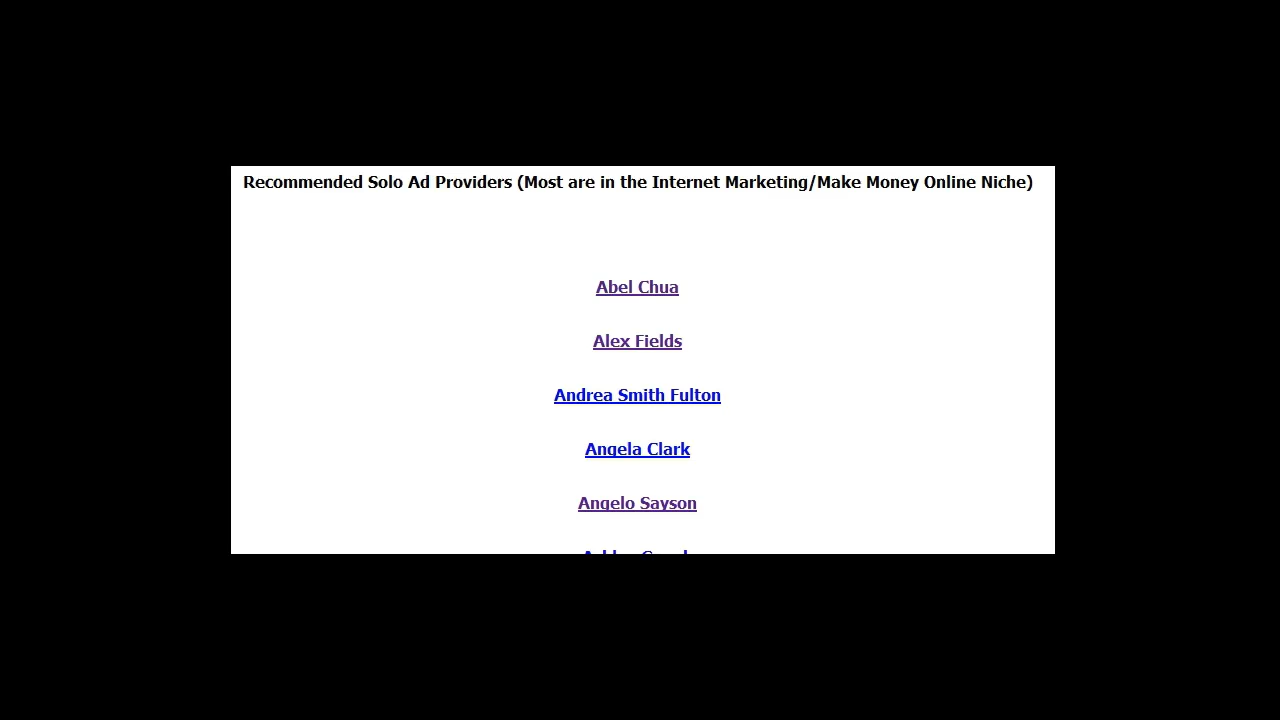 Recommended Solo Ad Providers (Most are in the Internet Marketing/Make Money Online Niche)
Abel Chua
Alex Fields
Andrea Smith Fulton
Angela Clark
Angelo Sayson